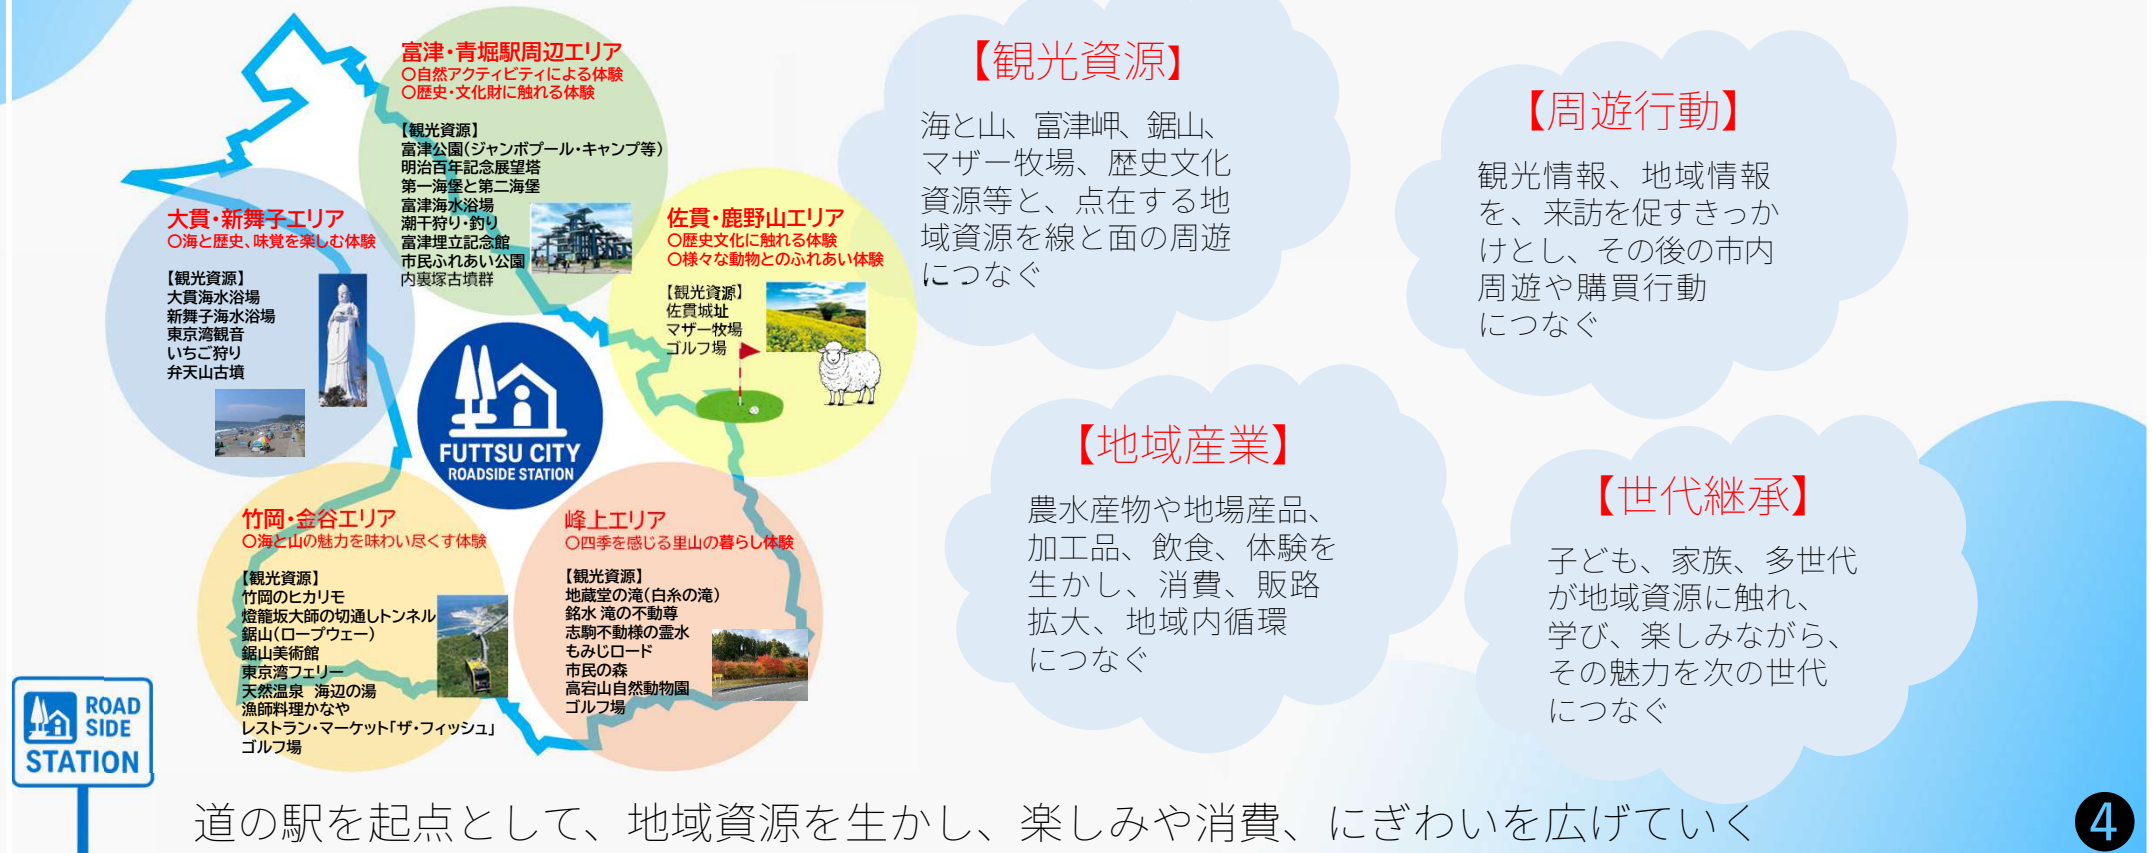 富津・青堀駅周辺エリア
〇自然アクティビティによる体験
〇歴史・文化財に触れる体験
【観光資源】
富津公園(ジャンボプール・キャンプ等)
明治百年記念展望塔
第一海堡と第二海堡
富津海水浴場
潮干狩り・釣り
富津埋立記念館
市民ふれあい公園
内裏塚古墳群
大貫・新舞子エリア
〇海と歴史、味覚を楽しむ体験
【観光資源】
大貫海水浴場
新舞子海水浴場
東京湾観音
いちご狩り
弁天山古墳
佐貫・鹿野山エリア
〇歴史文化に触れる体験
〇様々な動物とのふれあい体験
【観光資源】
佐貫城址
マザー牧場
ゴルフ場
FUTTSU CITY
ROADSIDE STATION
竹岡・金谷エリア
〇海と山の魅力を味わい尽くす体験
【観光資源】
竹岡のヒカリモ
燈籠坂大師の切通しトンネル
鋸山(ロープウェー)
鋸山美術館
東京湾フェリー
天然温泉 海辺の湯
漁師料理かなや
レストラン・マーケット「ザ・フィッシュ」
ゴルフ場
峰上エリア
〇四季を感じる里山の暮らし体験
【観光資源】
地蔵堂の滝(白糸の滝)
銘水 滝の不動尊
志駒不動様の霊水
もみじロード
市民の森
高宕山自然動物園
ゴルフ場
【観光資源】
海と山、富津岬、鋸山、
マザー牧場、歴史文化
資源等と、点在する地
域資源を線と面の周遊
につなぐ
【周遊行動】
観光情報、地域情報
を、来訪を促すきっか
けとし、その後の市内
周遊や購買行動
につなぐ
【地域産業】
農水産物や地場産品、
加工品、飲食、体験を
生かし、消費、販路
拡大、地域内循環
につなぐ
【世代継承】
子ども、家族、多世代
が地域資源に触れ、
学び、楽しみながら、
その魅力を次の世代
につなぐ
ROAD
SIDE
STATION
道の駅を起点として、地域資源を生かし、楽しみや消費、にぎわいを広げていく
4